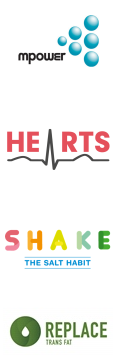 mpower
HEARTS
SHAKE
THE SALT HABIT
REPLACE
TRANS FAT